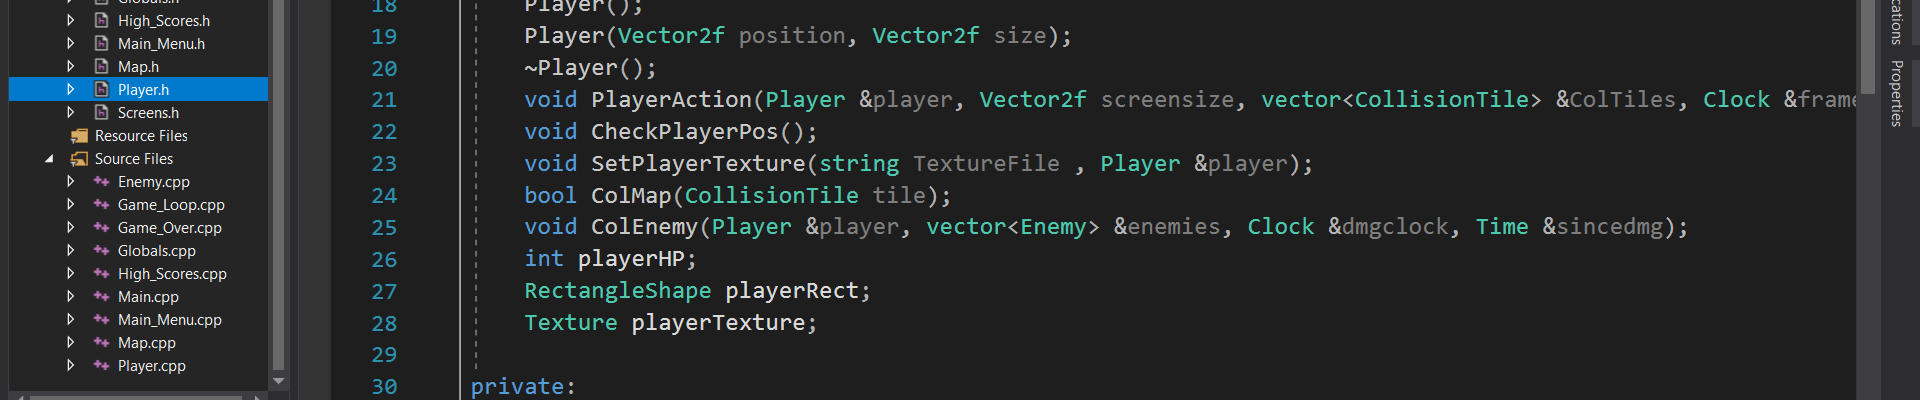 Globals.h
High_Scores.h
Main_Menu.h
Map.h
Player.h
Screens.h
Resource Files
Source Files
Enemy.cpp
Game_Loop.cpp
Game_Over.cpp
Globals.cpp
High_Scores.cpp
Main.cpp
Main_Menu.cpp
Map.cpp
Player.cpp
18 Player();
19 Player(Vector2f position, Vector2f size);
20 ~Player();
21 void PlayerAction(Player &player, Vector2f screensize, vector<CollisionTile> &ColTiles, Clock &frame
22 void CheckPlayerPos();
23 void SetPlayerTexture(string TextureFile , Player &player);
24 bool ColMap(CollisionTile tile);
25 void ColEnemy(Player &player, vector<Enemy> &enemies, Clock &dmgclock, Time &sincedmg);
26 int playerHP;
27 RectangleShape playerRect;
28 Texture playerTexture;
29
30 private:
cations
Properties